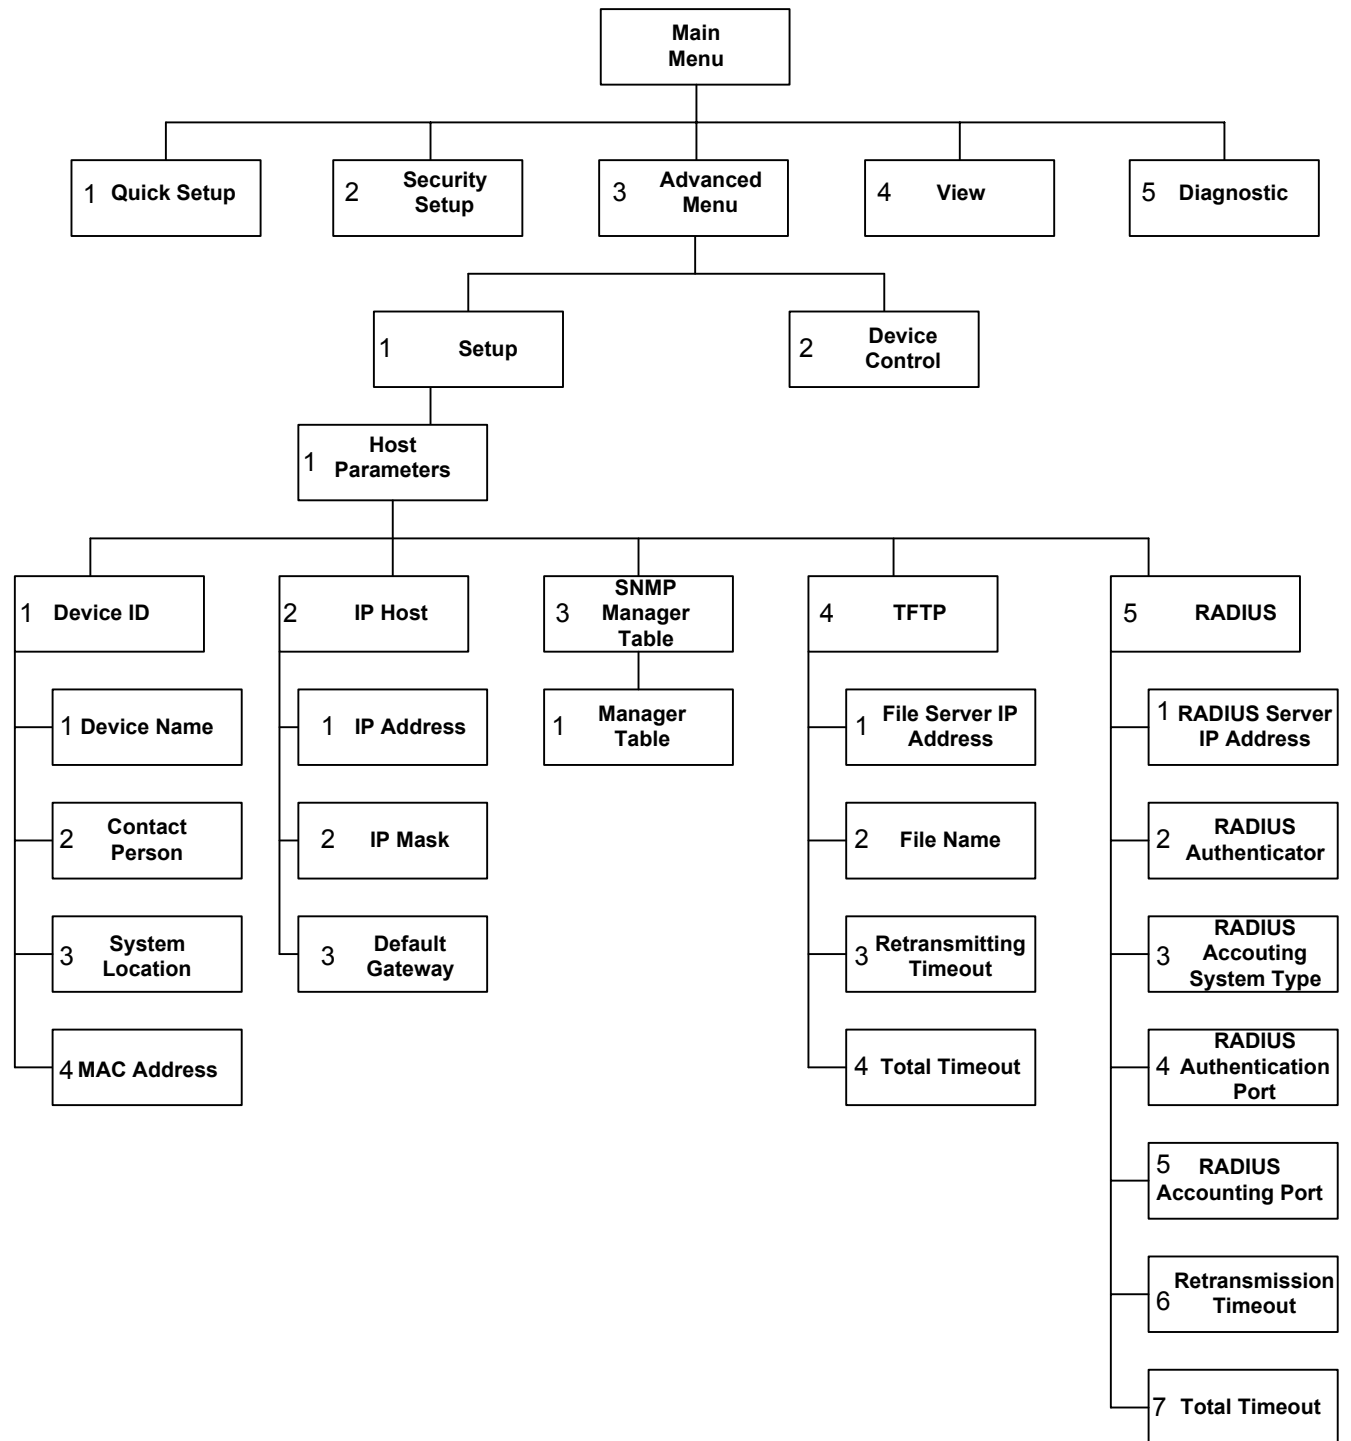 Main
Menu
1 Quick Setup
2 Security
Setup
3 Advanced
Menu
4 View
5 Diagnostic
1 Setup
2 Device
Control
1 Host
Parameters
1 Device ID
2 IP Host
3 SNMP
Manager
Table
4 TFTP
5 RADIUS
1 Device Name
2 Contact
Person
3 System
Location
4 MAC Address
1 IP Address
2 IP Mask
3 Default
Gateway
1 Manager
Table
1 File Server IP
Address
2 File Name
3 Retransmitting
Timeout
4 Total Timeout
1 RADIUS Server
IP Address
2 RADIUS
Authenticator
3 RADIUS
Accouting
System Type
4 RADIUS
Authentication
Port
5 RADIUS
Accounting Port
6 Retransmission
Timeout
7 Total Timeout